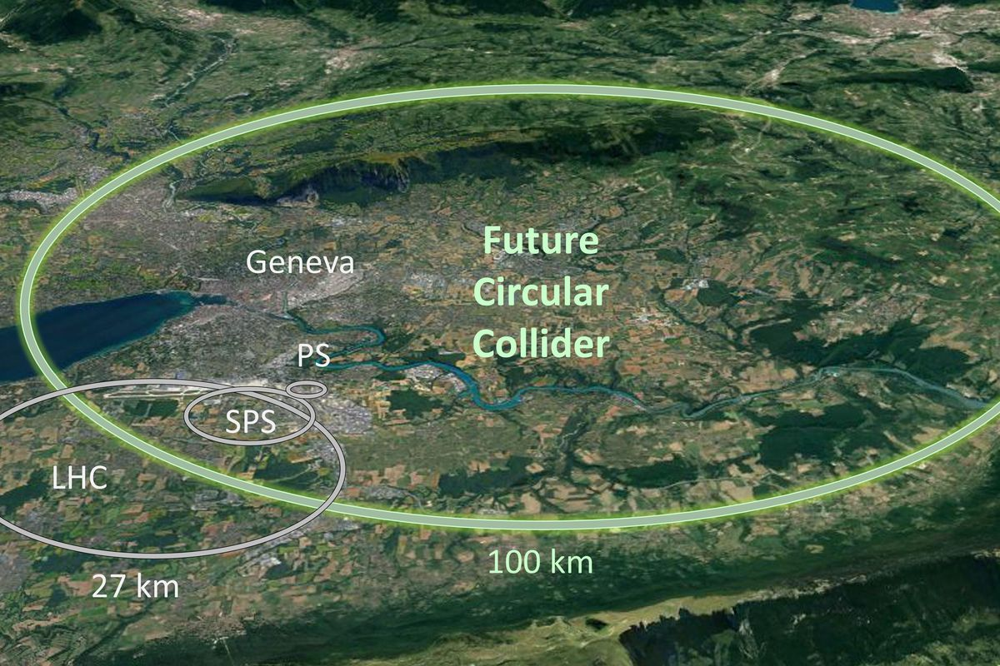 Geneva
Future
Circular
Collider
PS
SPS
LHC
27 km
100 km